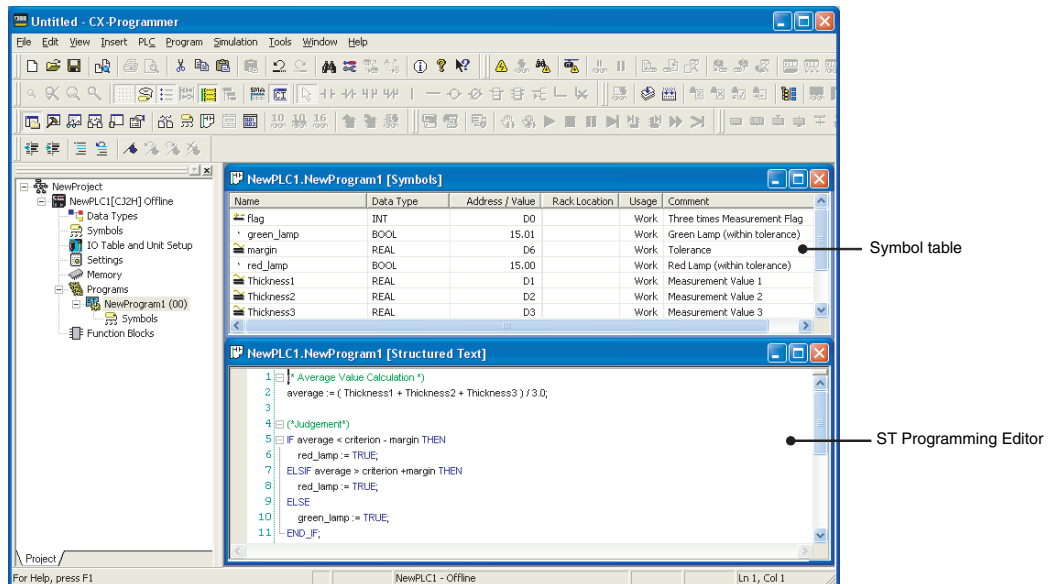 Untitled - CX-Programmer
File Edit View Insert PLC Program Simulation Tools Window Help
NewProject
NewPLC1[CJ2H] Offline
Data Types
Symbols
IO Table and Unit Setup
Settings
Memory
Programs
NewProgram1 (00)
Symbols
Function Blocks
Project
NewPLC1.NewProgram1 [Symbols]
Name Data Type Address / Value Rack Location Usage Comment
flag INT D0 Work Three times Measurement Flag
green_lamp BOOL 15.01 Work Green Lamp (within tolerance)
margin REAL D6 Work Tolerance
red_lamp BOOL 15.00 Work Red Lamp (within tolerance)
Thickness1 REAL D1 Work Measurement Value 1
Thickness2 REAL D2 Work Measurement Value 2
Thickness3 REAL D3 Work Measurement Value 3
Symbol table
NewPLC1.NewProgram1 [Structured Text]
1 (* Average Value Calculation *)
2 average := ( Thickness1 + Thickness2 + Thickness3 ) / 3.0;
3
4 (*Judgement*)
5 IF average < criterion - margin THEN
6 red_lamp := TRUE;
7 ELSIF average > criterion +margin THEN
8 red_lamp := TRUE;
9 ELSE
10 green_lamp := TRUE;
11 END_IF;
ST Programming Editor
For Help, press F1 NewPLC1 - Offline Ln 1, Col 1